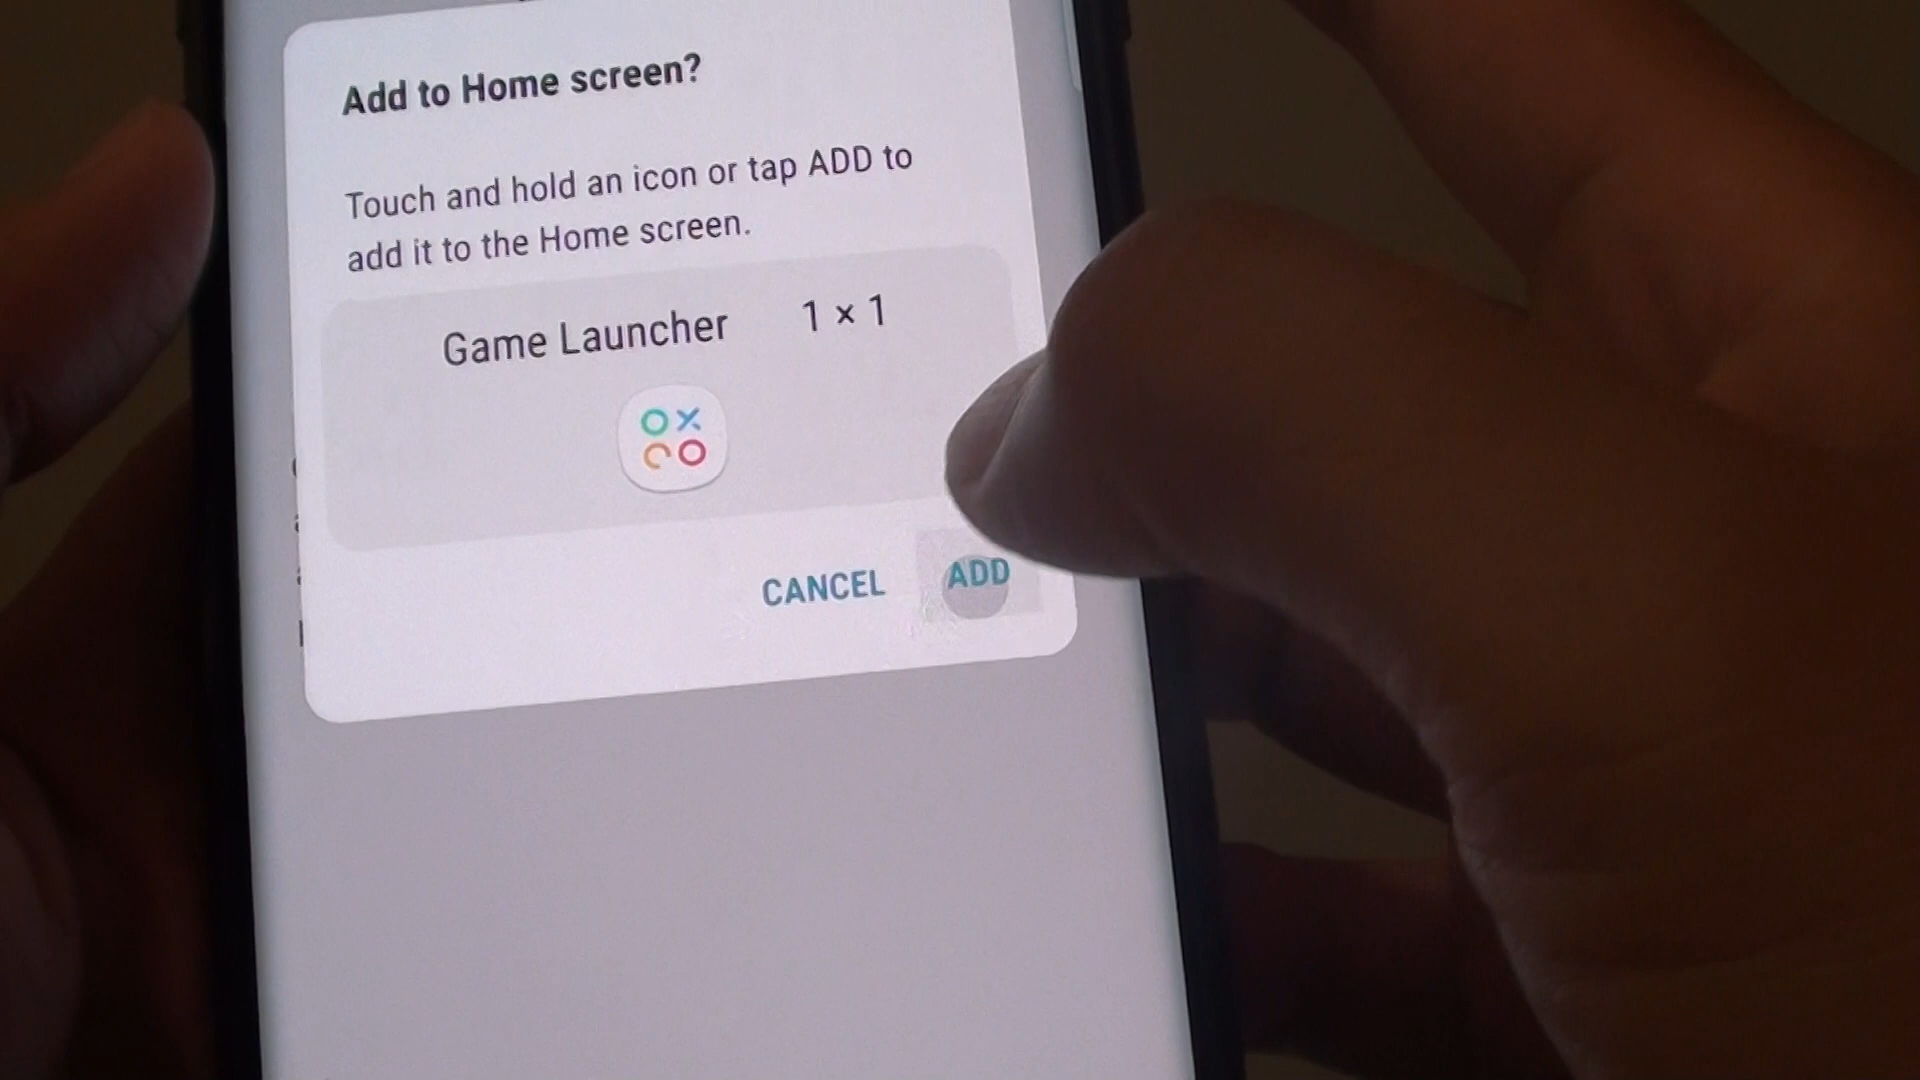 Add to Home screen?
Touch and hold an icon or tap ADD to
add it to the Home screen.
Game Launcher 1 × 1
CANCEL ADD